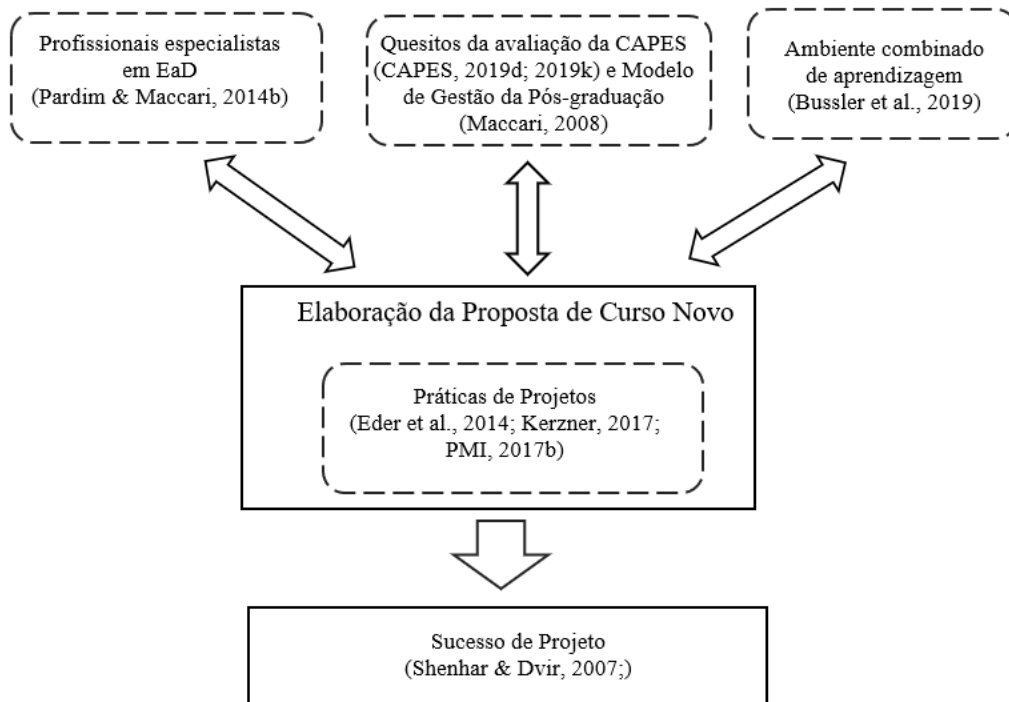 Profissionais especialistas
em EaD
(Pardim & Maccari, 2014b)
Quesitos da avaliação da CAPES
(CAPES, 2019d; 2019k) e Modelo
de Gestão da Pós-graduação
(Maccari, 2008)
Ambiente combinado
de aprendizagem
(Bussler et al., 2019)
Elaboração da Proposta de Curso Novo
Práticas de Projetos
(Eder et al., 2014; Kerzner, 2017;
PMI, 2017b)
Sucesso de Projeto
(Shenhar & Dvir, 2007;)